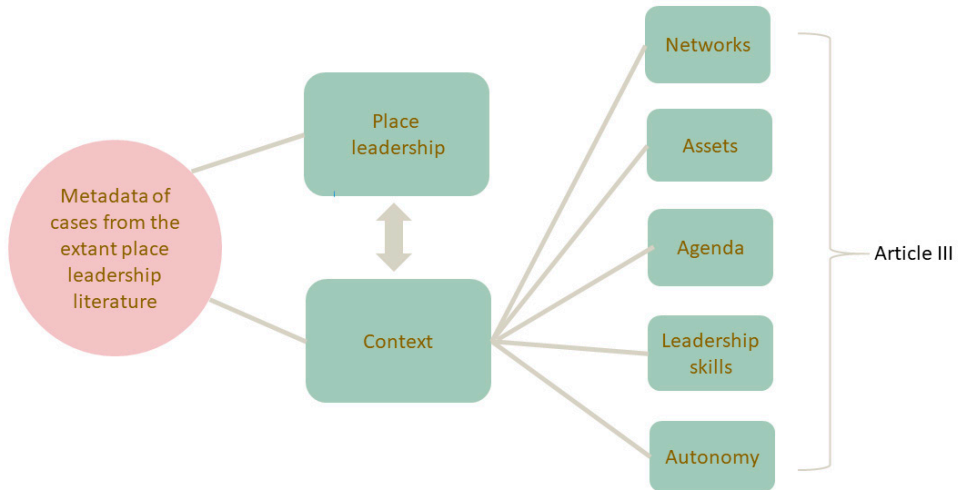 Metadata of
cases from the
extant place
leadership
literature
Place
leadership
Context
Networks
Assets
Agenda
Leadership
skills
Autonomy
Article III